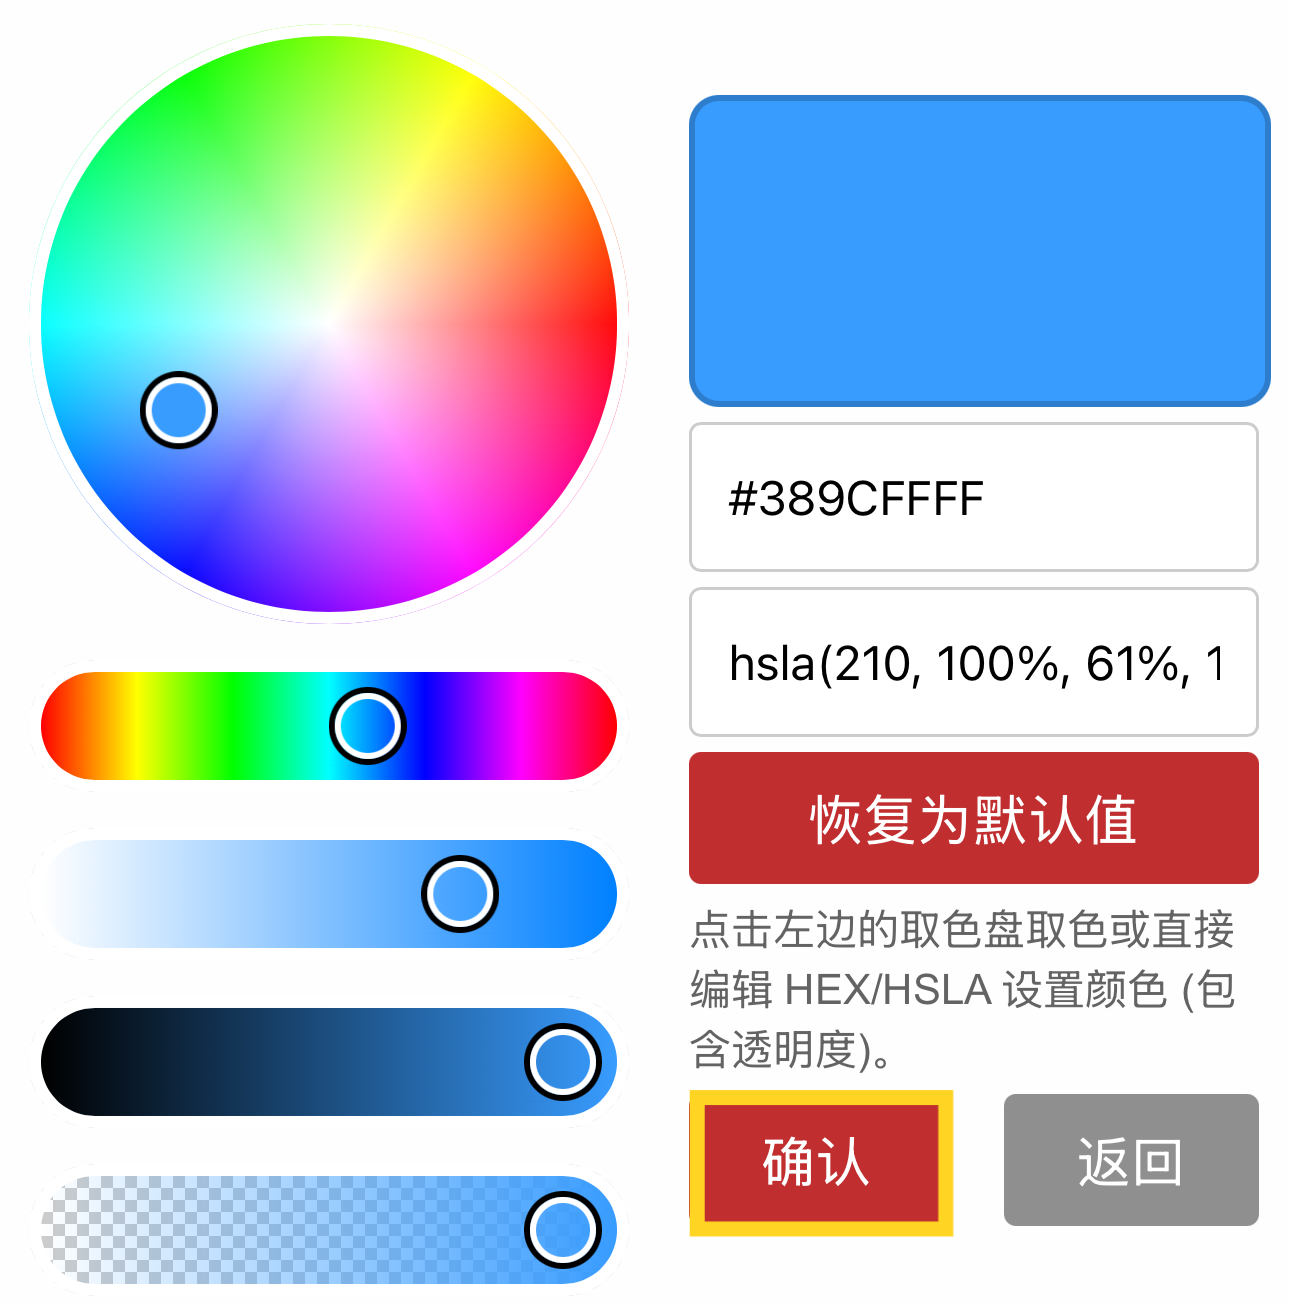 #389CFFFF
hsla(210, 100%, 61%, 1
恢复为默认值
点击左边的取色盘取色或直接
编辑 HEX/HSLA 设置颜色 (包
含透明度)。
确认
返回